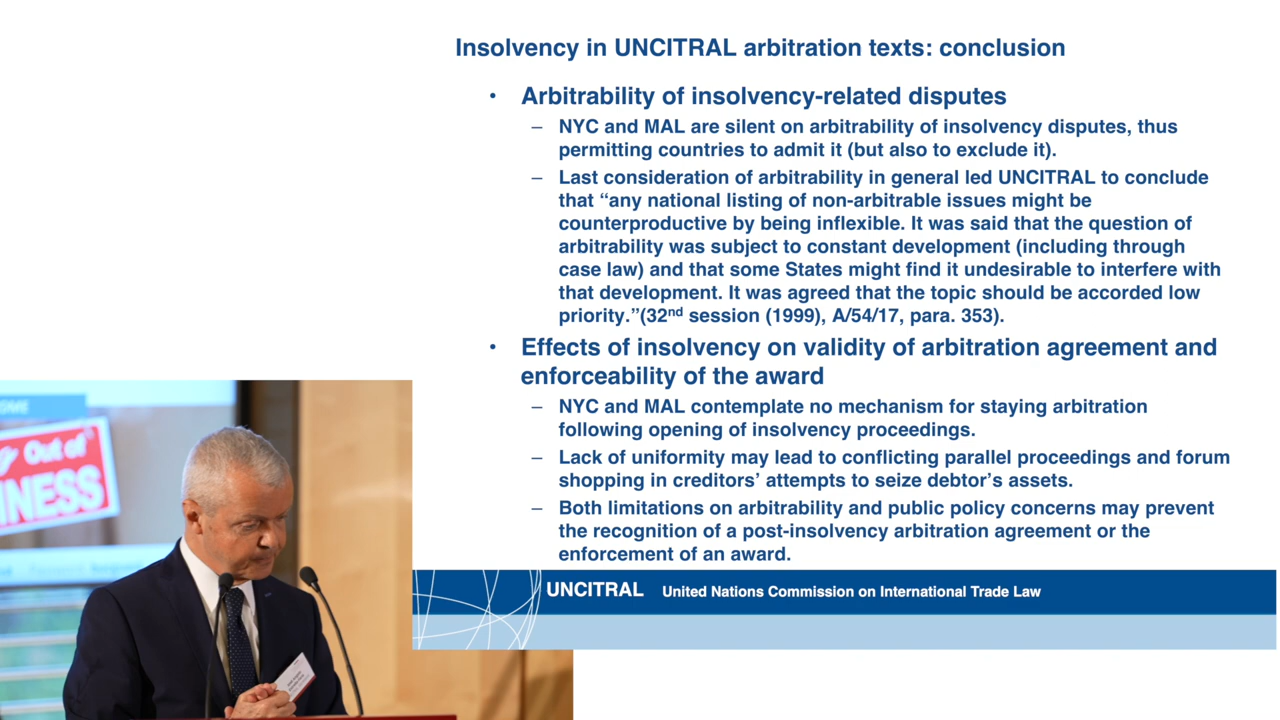 Insolvency in UNCITRAL arbitration texts: conclusion
• Arbitrability of insolvency-related disputes
– NYC and MAL are silent on arbitrability of insolvency disputes, thus
permitting countries to admit it (but also to exclude it).
– Last consideration of arbitrability in general led UNCITRAL to conclude
that “any national listing of non-arbitrable issues might be
counterproductive by being inflexible. It was said that the question of
arbitrability was subject to constant development (including through
case law) and that some States might find it undesirable to interfere with
that development. It was agreed that the topic should be accorded low
priority.”(32nd session (1999), A/54/17, para. 353).
• Effects of insolvency on validity of arbitration agreement and
enforceability of the award
– NYC and MAL contemplate no mechanism for staying arbitration
following opening of insolvency proceedings.
– Lack of uniformity may lead to conflicting parallel proceedings and forum
shopping in creditors’ attempts to seize debtor’s assets.
– Both limitations on arbitrability and public policy concerns may prevent
the recognition of a post-insolvency arbitration agreement or the
enforcement of an award.
UNCITRAL United Nations Commission on International Trade Law
Out of
INESS